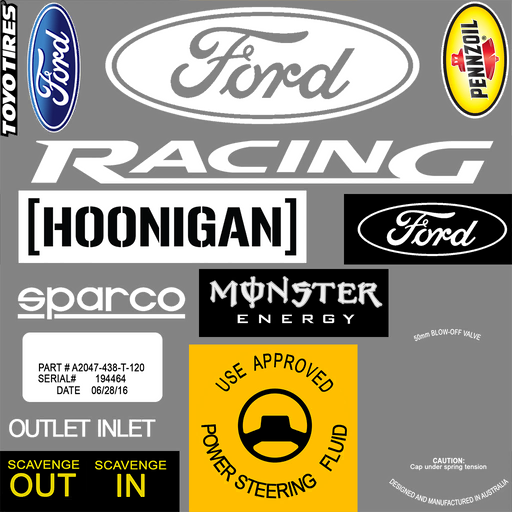 TOYO TIRES
Ford
Ford
PENNZOIL
RACING
[HOONIGAN]
Ford
sparco
MONSTER
ENERGY
50mm BLOW-OFF VALVE
PART # A2047-438-T-120
SERIAL# 194464
DATE 06/28/16
USE APPROVED
POWER STEERING FLUID
OUTLET INLET
SCAVENGE
OUT
SCAVENGE
IN
CAUTION:
Cap under spring tension
DESIGNED AND MANUFACTURED IN AUSTRALIA